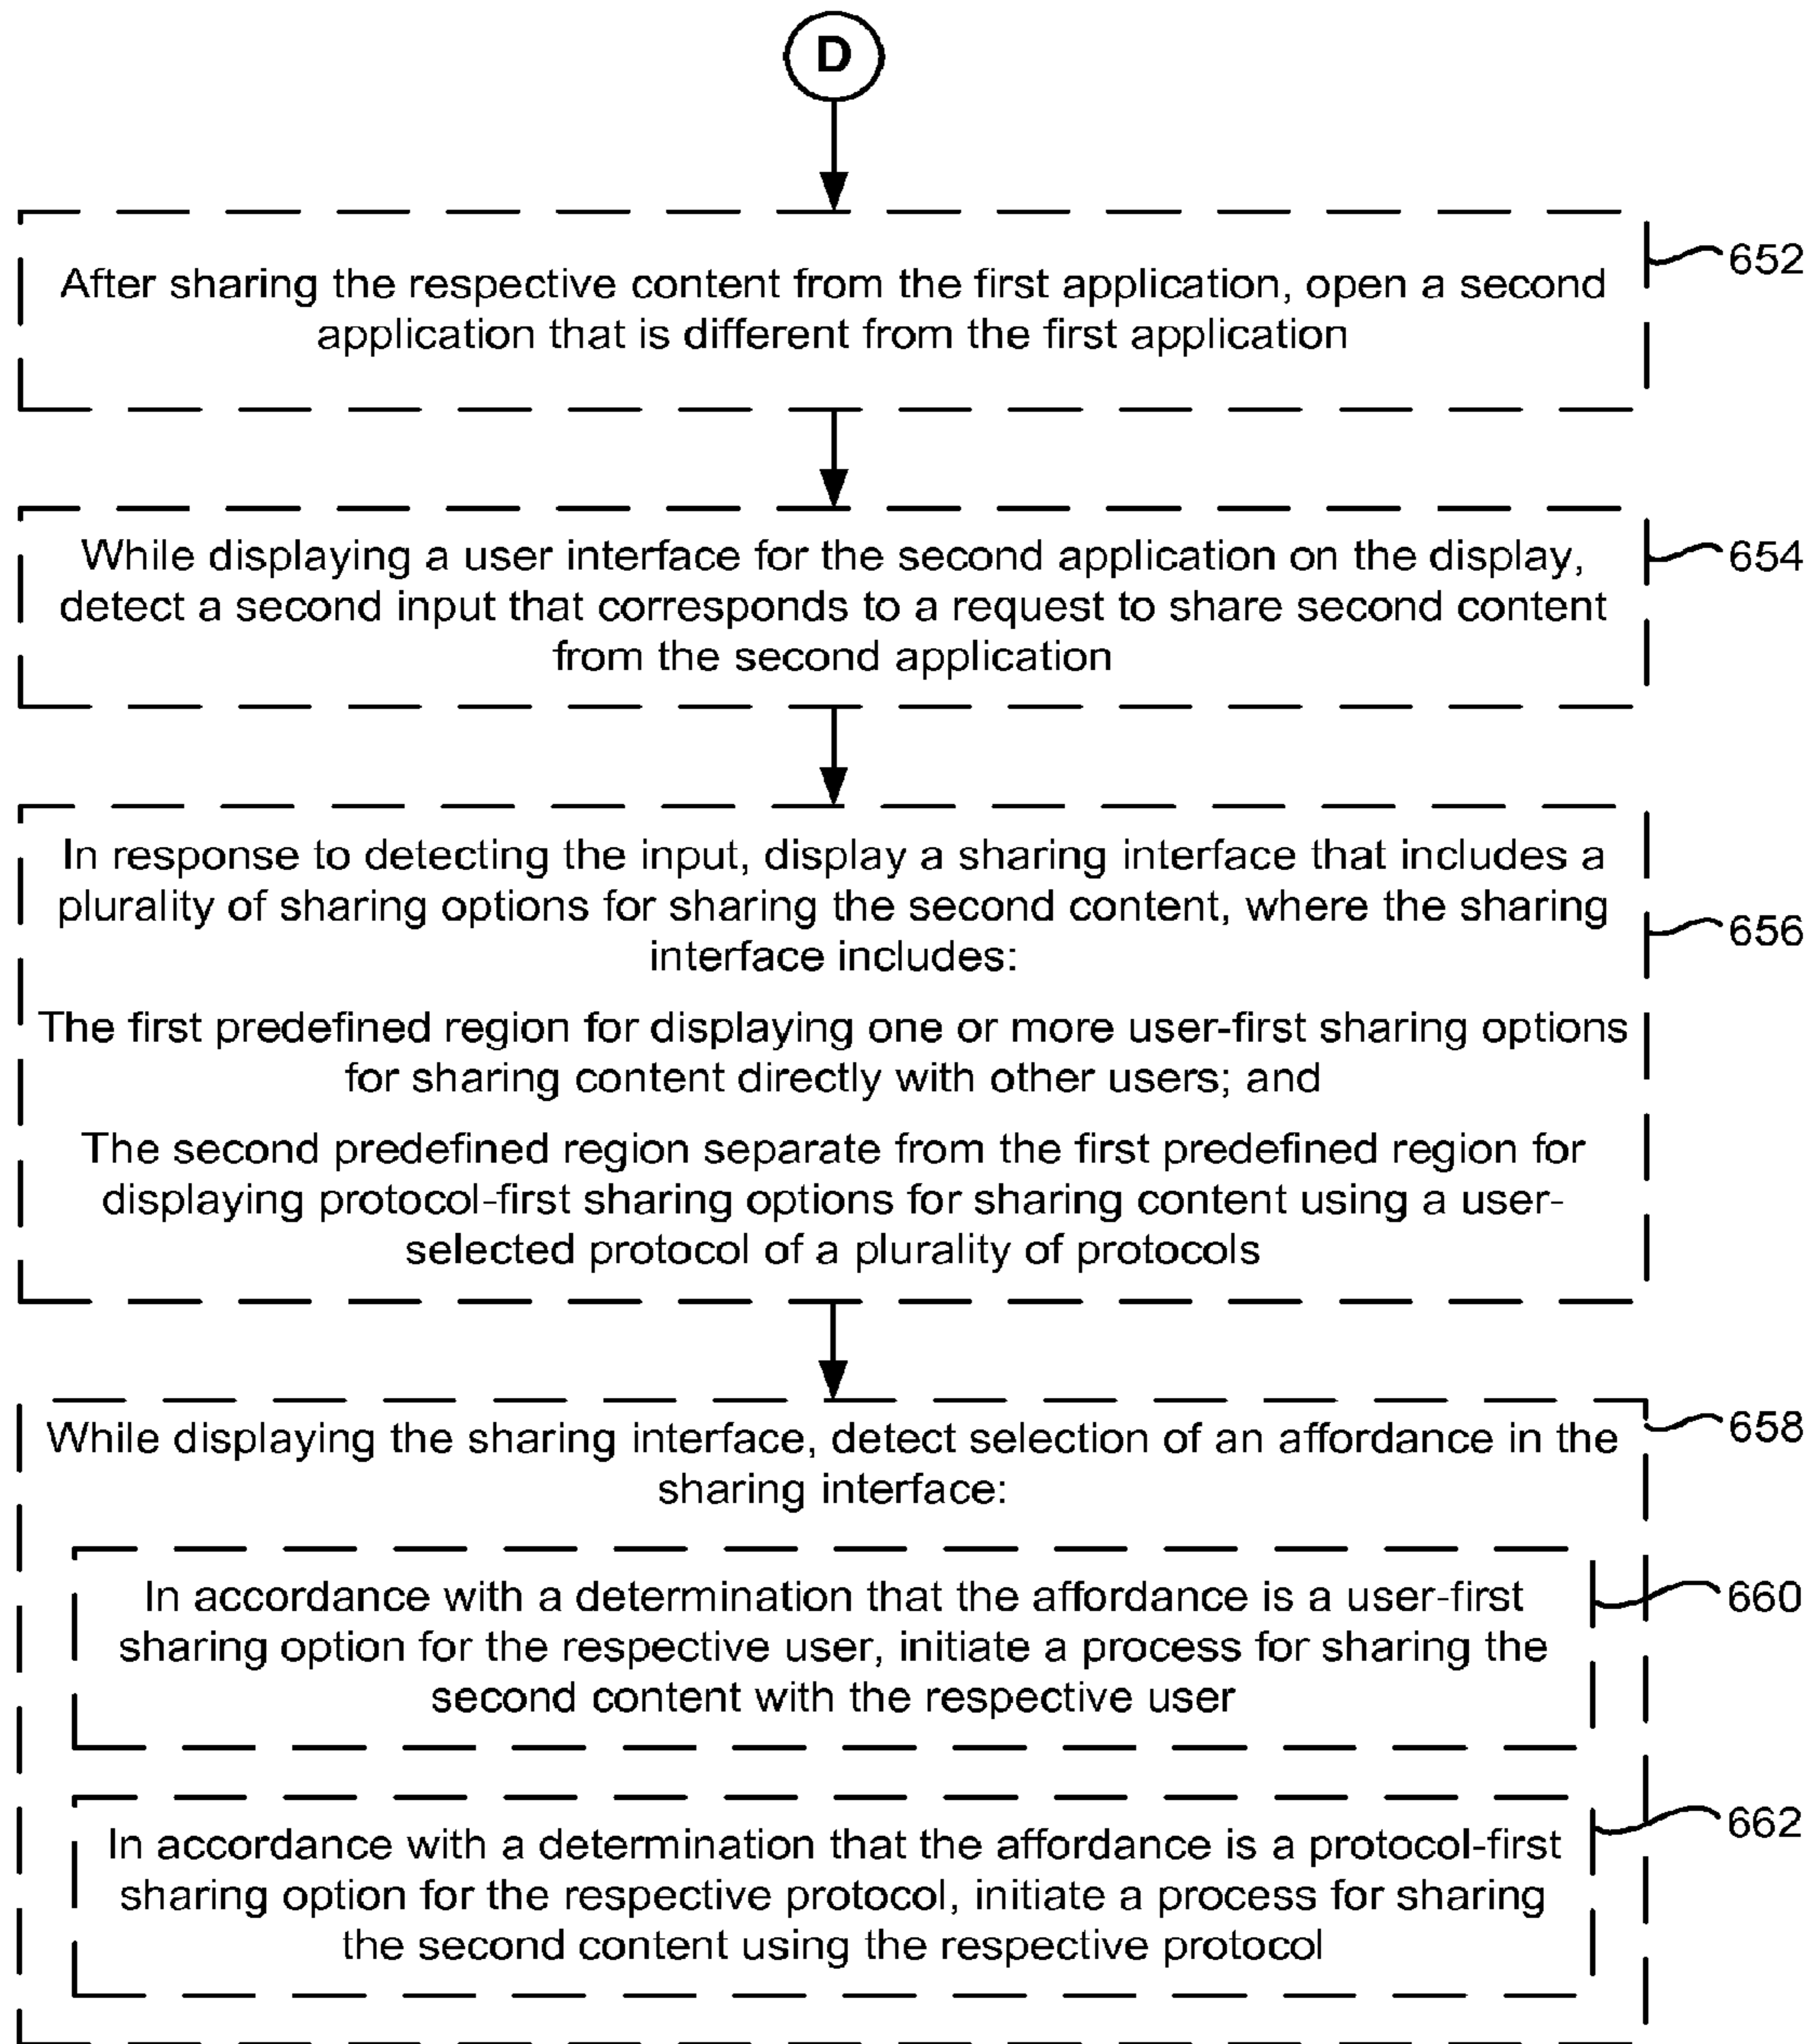 D
After sharing the respective content from the first application, open a second
application that is different from the first application
652
While displaying a user interface for the second application on the display,
detect a second input that corresponds to a request to share second content
from the second application
654
In response to detecting the input, display a sharing interface that includes a
plurality of sharing options for sharing the second content, where the sharing
interface includes:
The first predefined region for displaying one or more user-first sharing options
for sharing content directly with other users; and
The second predefined region separate from the first predefined region for
displaying protocol-first sharing options for sharing content using a user-
selected protocol of a plurality of protocols
656
While displaying the sharing interface, detect selection of an affordance in the
sharing interface:
658
In accordance with a determination that the affordance is a user-first
sharing option for the respective user, initiate a process for sharing the
second content with the respective user
660
In accordance with a determination that the affordance is a protocol-first
sharing option for the respective protocol, initiate a process for sharing
the second content using the respective protocol
662